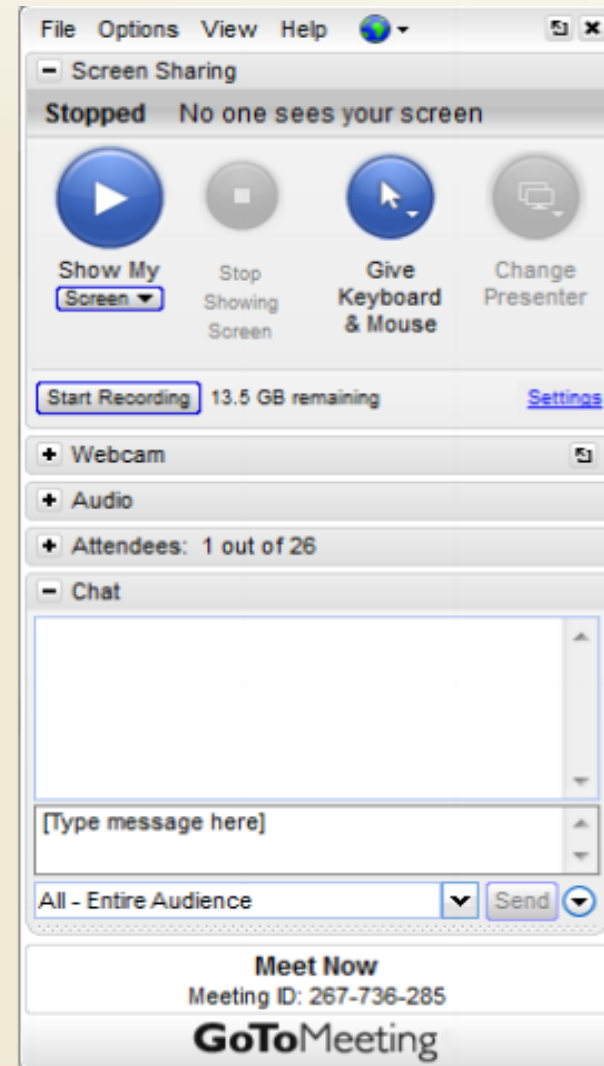 File Options View Help
Screen Sharing
Stopped No one sees your screen
Show My
Screen
Stop
Showing
Screen
Give
Keyboard
& Mouse
Change
Presenter
Start Recording 13.5 GB remaining Settings
Webcam
Audio
Attendees: 1 out of 26
Chat
[Type message here]
All - Entire Audience Send
Meet Now
Meeting ID: 267-736-285
GoToMeeting